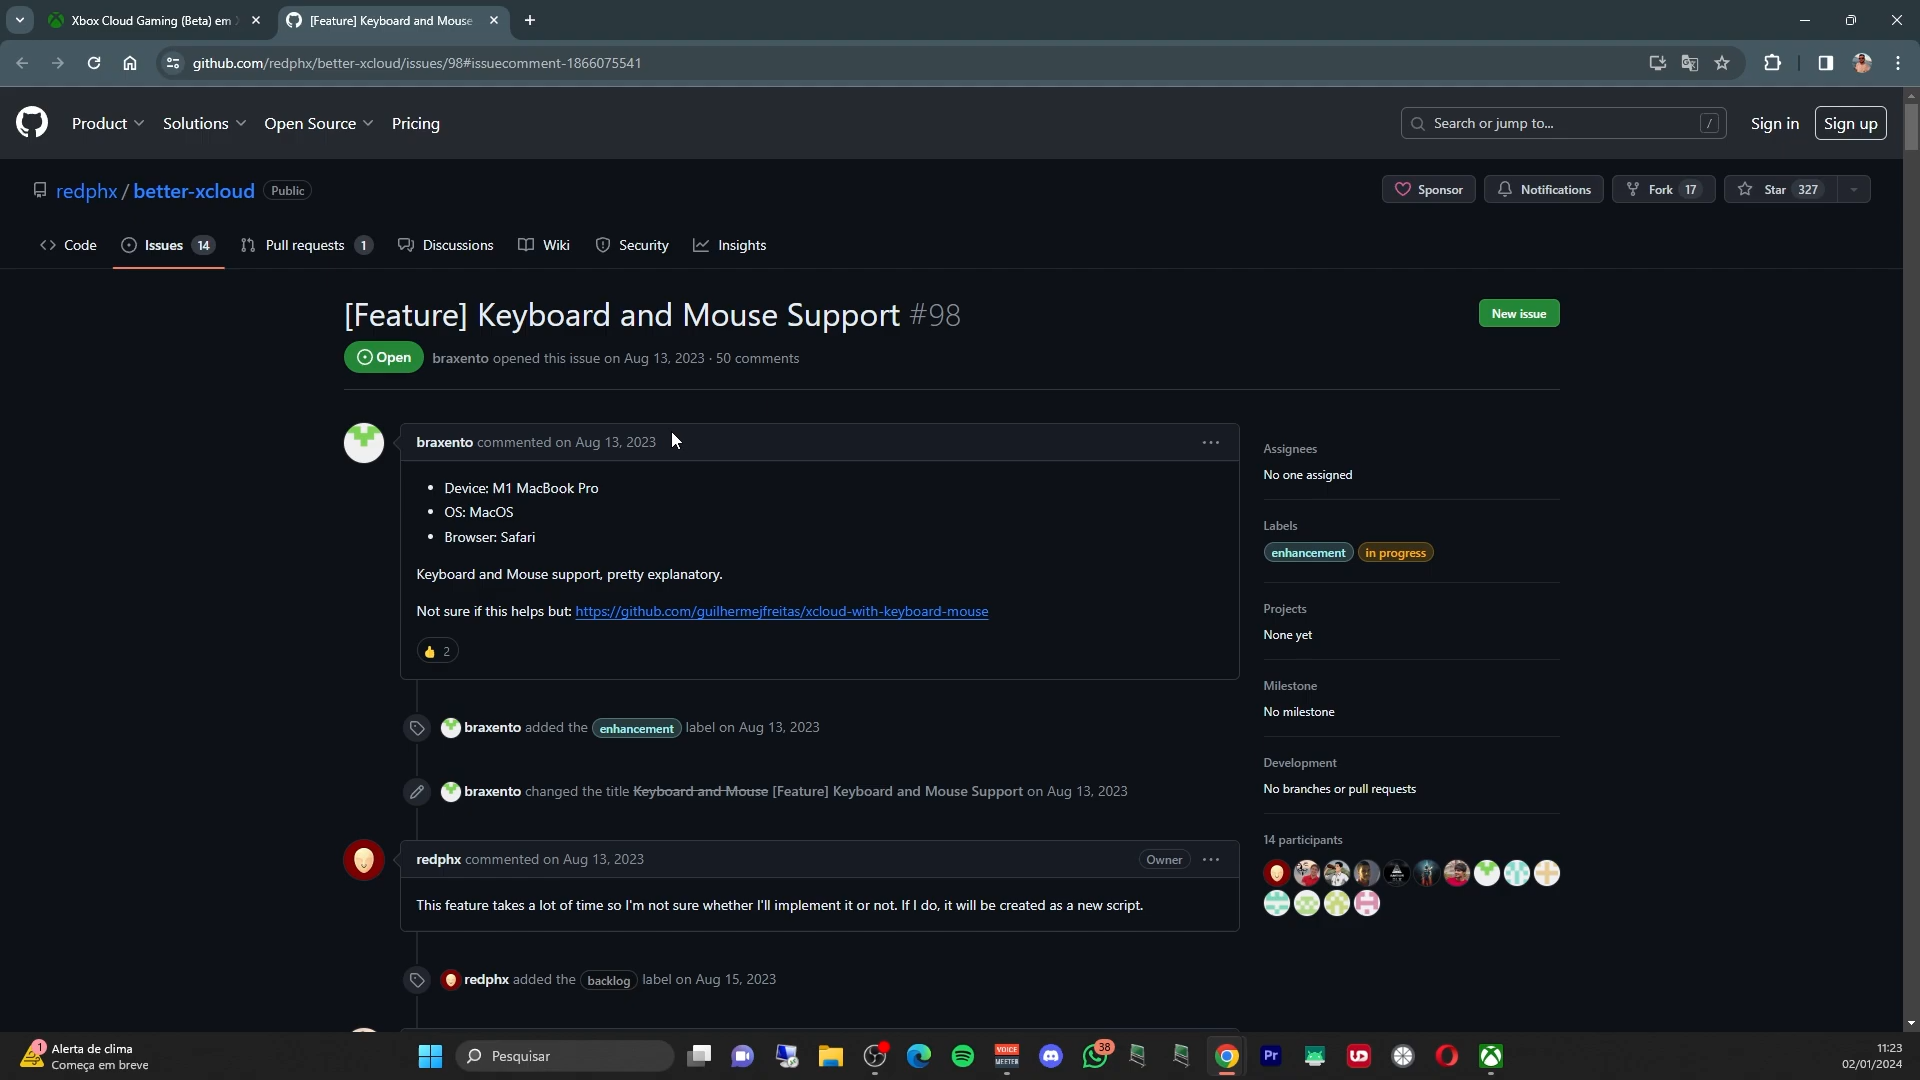 Xbox Cloud Gaming (Beta) em
[Feature] Keyboard and Mouse
github.com/redphx/better-xcloud/issues/98#issuecomment-1866075541
Product
Solutions
Open Source
Pricing
Search or jump to...
/
Sign in
Sign up
redphx / better-xcloud
Public
Sponsor
Notifications
Fork 17
Star 327
Code
Issues 14
Pull requests 1
Discussions
Wiki
Security
Insights
[Feature] Keyboard and Mouse Support #98
New issue
Open
braxento opened this issue on Aug 13, 2023 · 50 comments
braxento commented on Aug 13, 2023
• Device: M1 MacBook Pro
• OS: MacOS
• Browser: Safari
Keyboard and Mouse support, pretty explanatory.
Not sure if this helps but: https://github.com/guilhermejfreitas/xcloud-with-keyboard-mouse
👍 2
braxento added the enhancement label on Aug 13, 2023
braxento changed the title Keyboard and Mouse [Feature] Keyboard and Mouse Support on Aug 13, 2023
redphx commented on Aug 13, 2023
Owner
This feature takes a lot of time so I'm not sure whether I'll implement it or not. If I do, it will be created as a new script.
redphx added the backlog label on Aug 15, 2023
Assignees
No one assigned
Labels
enhancement
in progress
Projects
None yet
Milestone
No milestone
Development
No branches or pull requests
14 participants
1
Alerta de clima
Começa em breve
Pesquisar
VOICE
MEETER
38
Pr
UD
11:23
02/01/2024